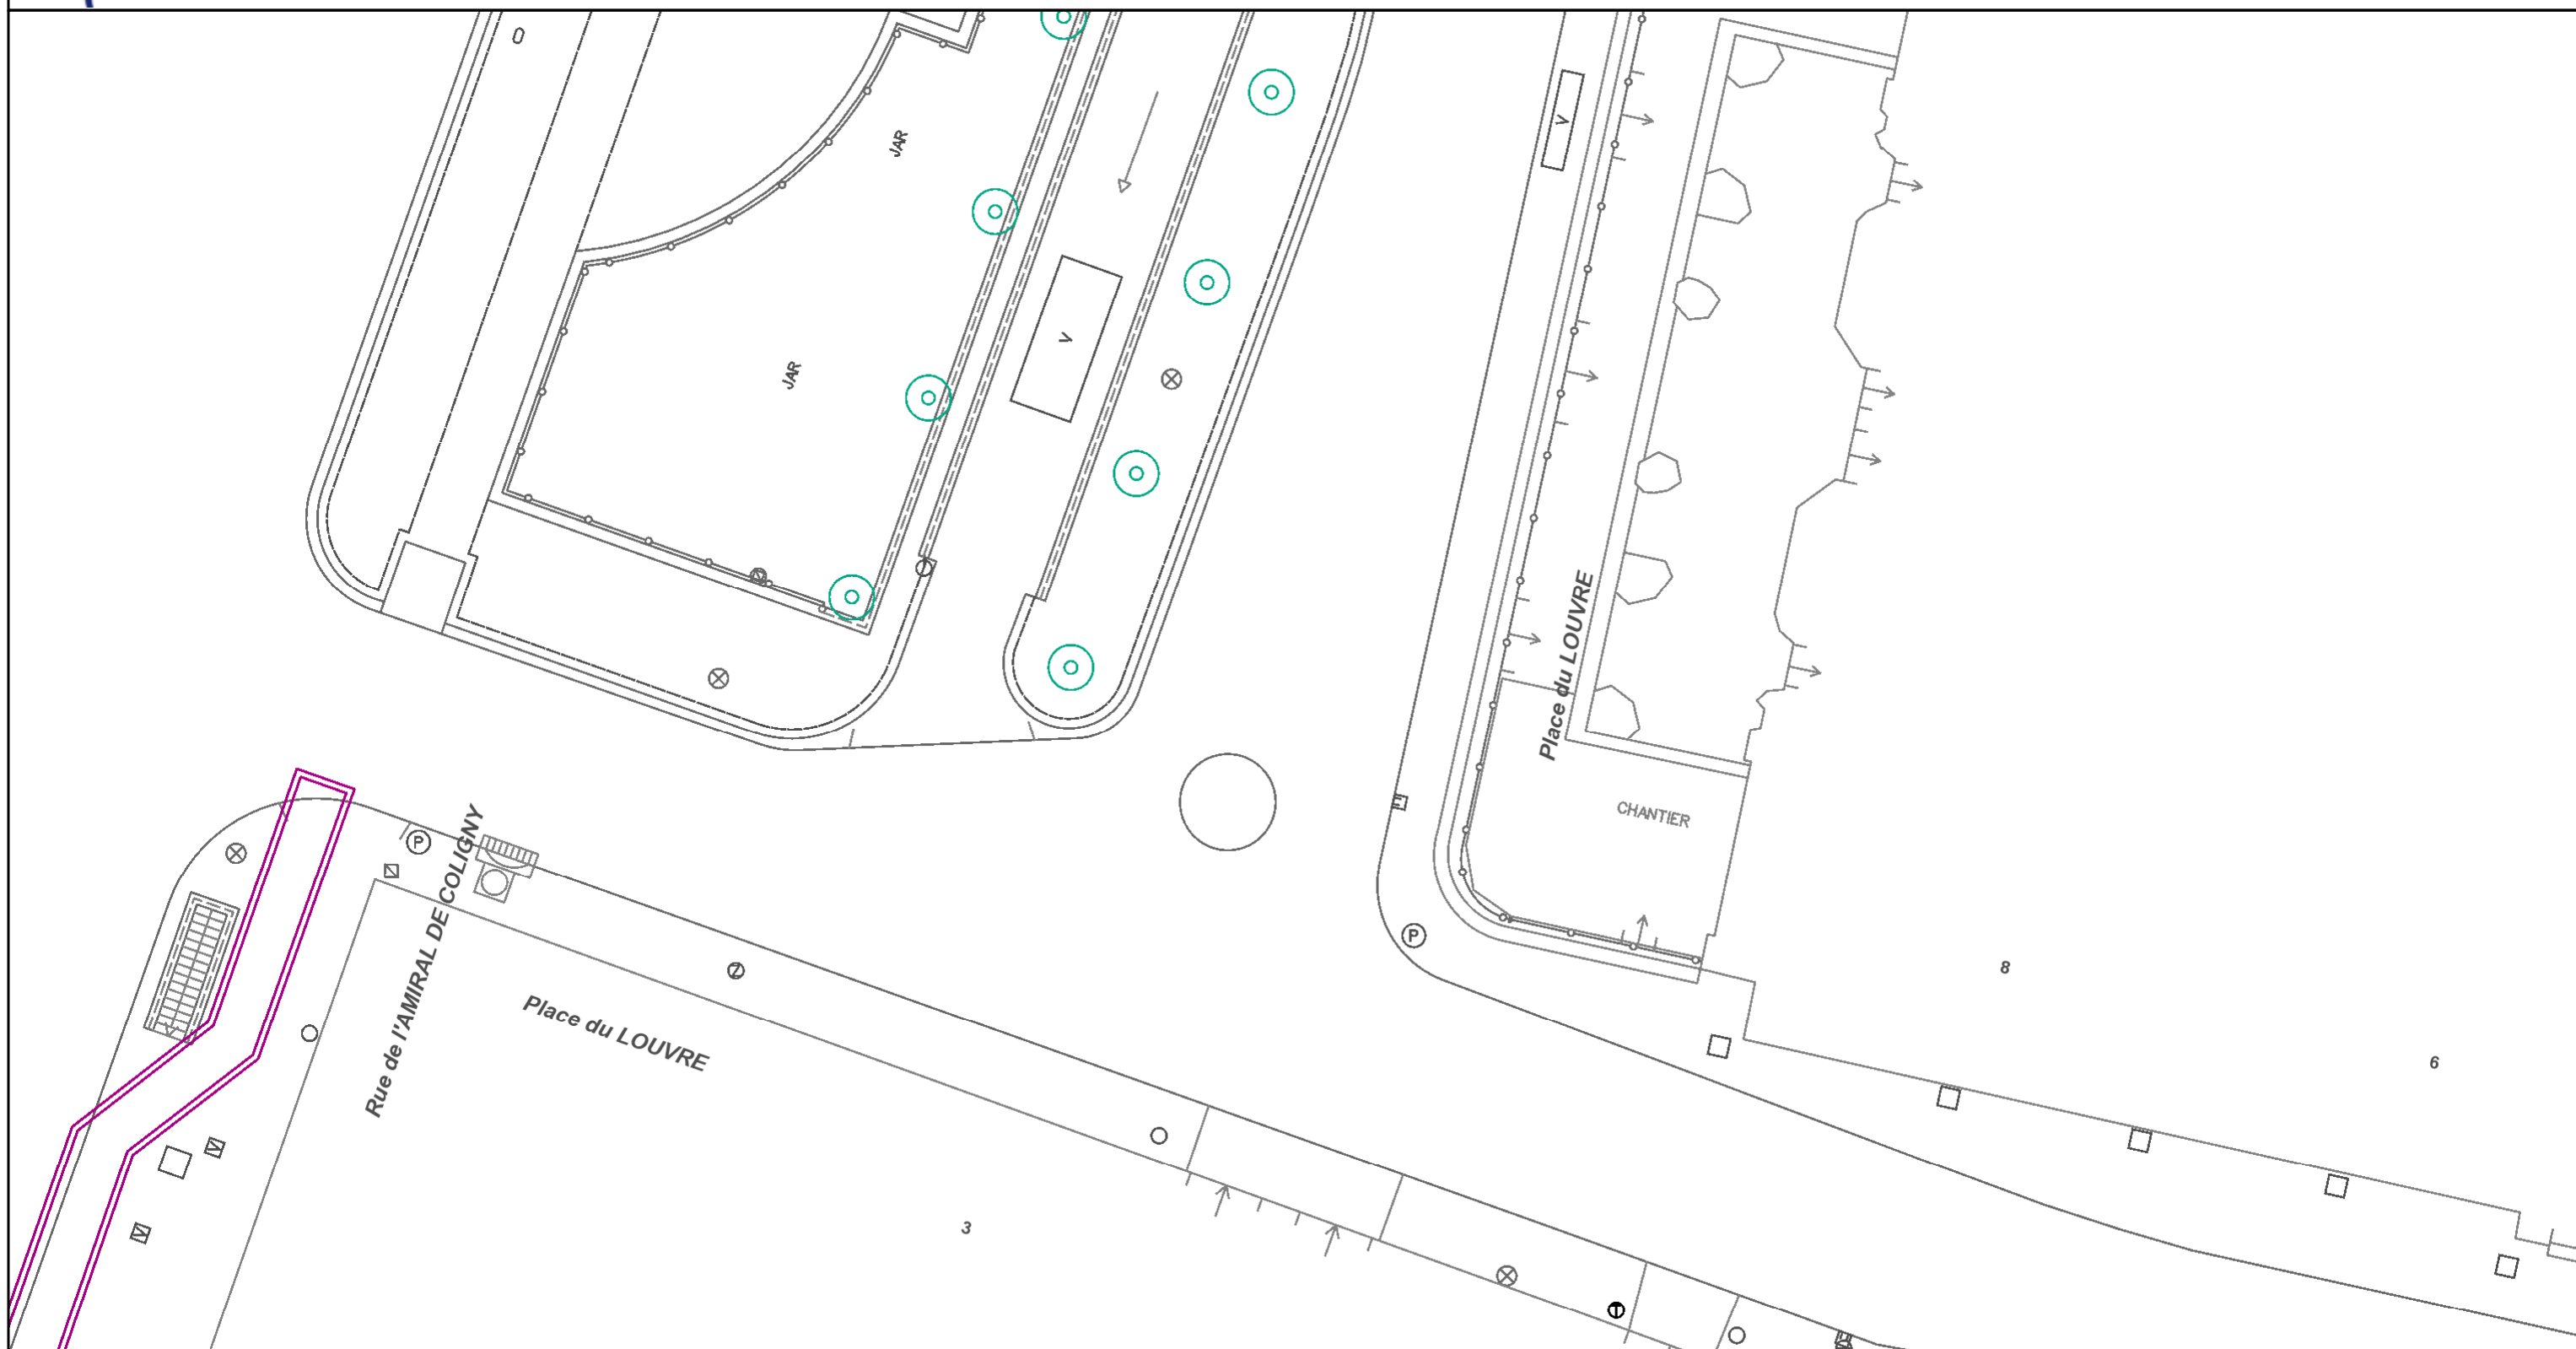 V
JAR
V
JAR
Place du LOUVRE
CHANTIER
P
Rue de l'AMIRAL DE COLIGNY
P
8
Place du LOUVRE
6
3